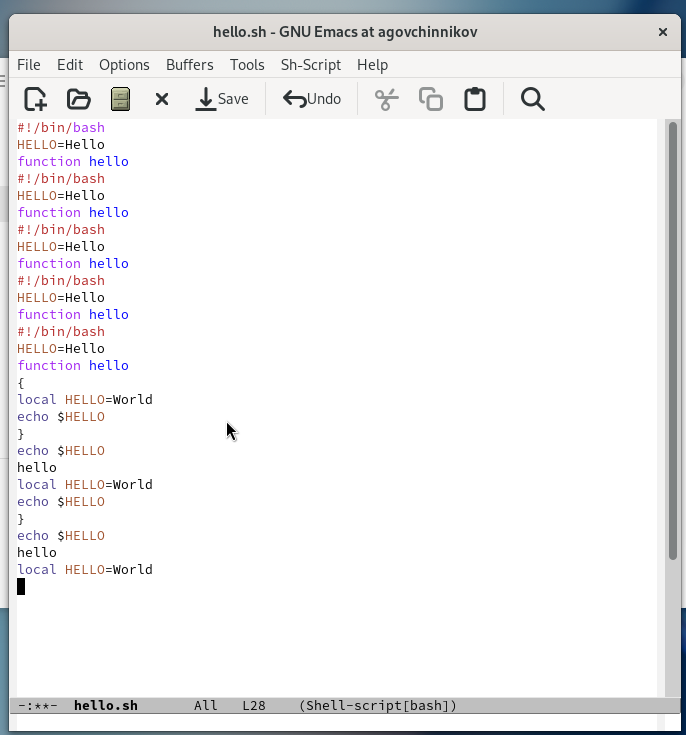 hello.sh - GNU Emacs at agovchinnikov
File Edit Options Buffers Tools Sh-Script Help
Save Undo
#!/bin/bash
HELLO=Hello
function hello
#!/bin/bash
HELLO=Hello
function hello
#!/bin/bash
HELLO=Hello
function hello
#!/bin/bash
HELLO=Hello
function hello
#!/bin/bash
HELLO=Hello
function hello
{
local HELLO=World
echo $HELLO
}
echo $HELLO
hello
local HELLO=World
echo $HELLO
}
echo $HELLO
hello
local HELLO=World
-:**- hello.sh All L28 (Shell-script[bash])